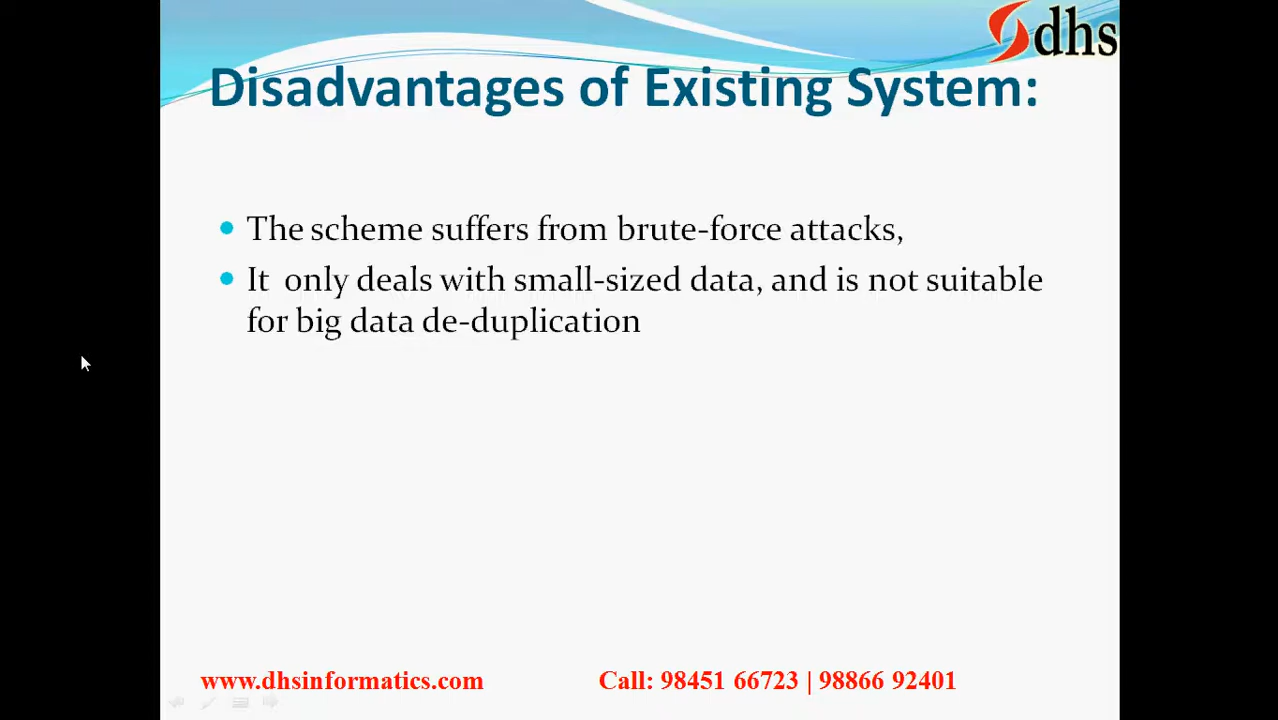 dhs
Disadvantages of Existing System:
• The scheme suffers from brute-force attacks,
• It only deals with small-sized data, and is not suitable
for big data de-duplication
www.dhsinformatics.com Call: 98451 66723 | 98866 92401